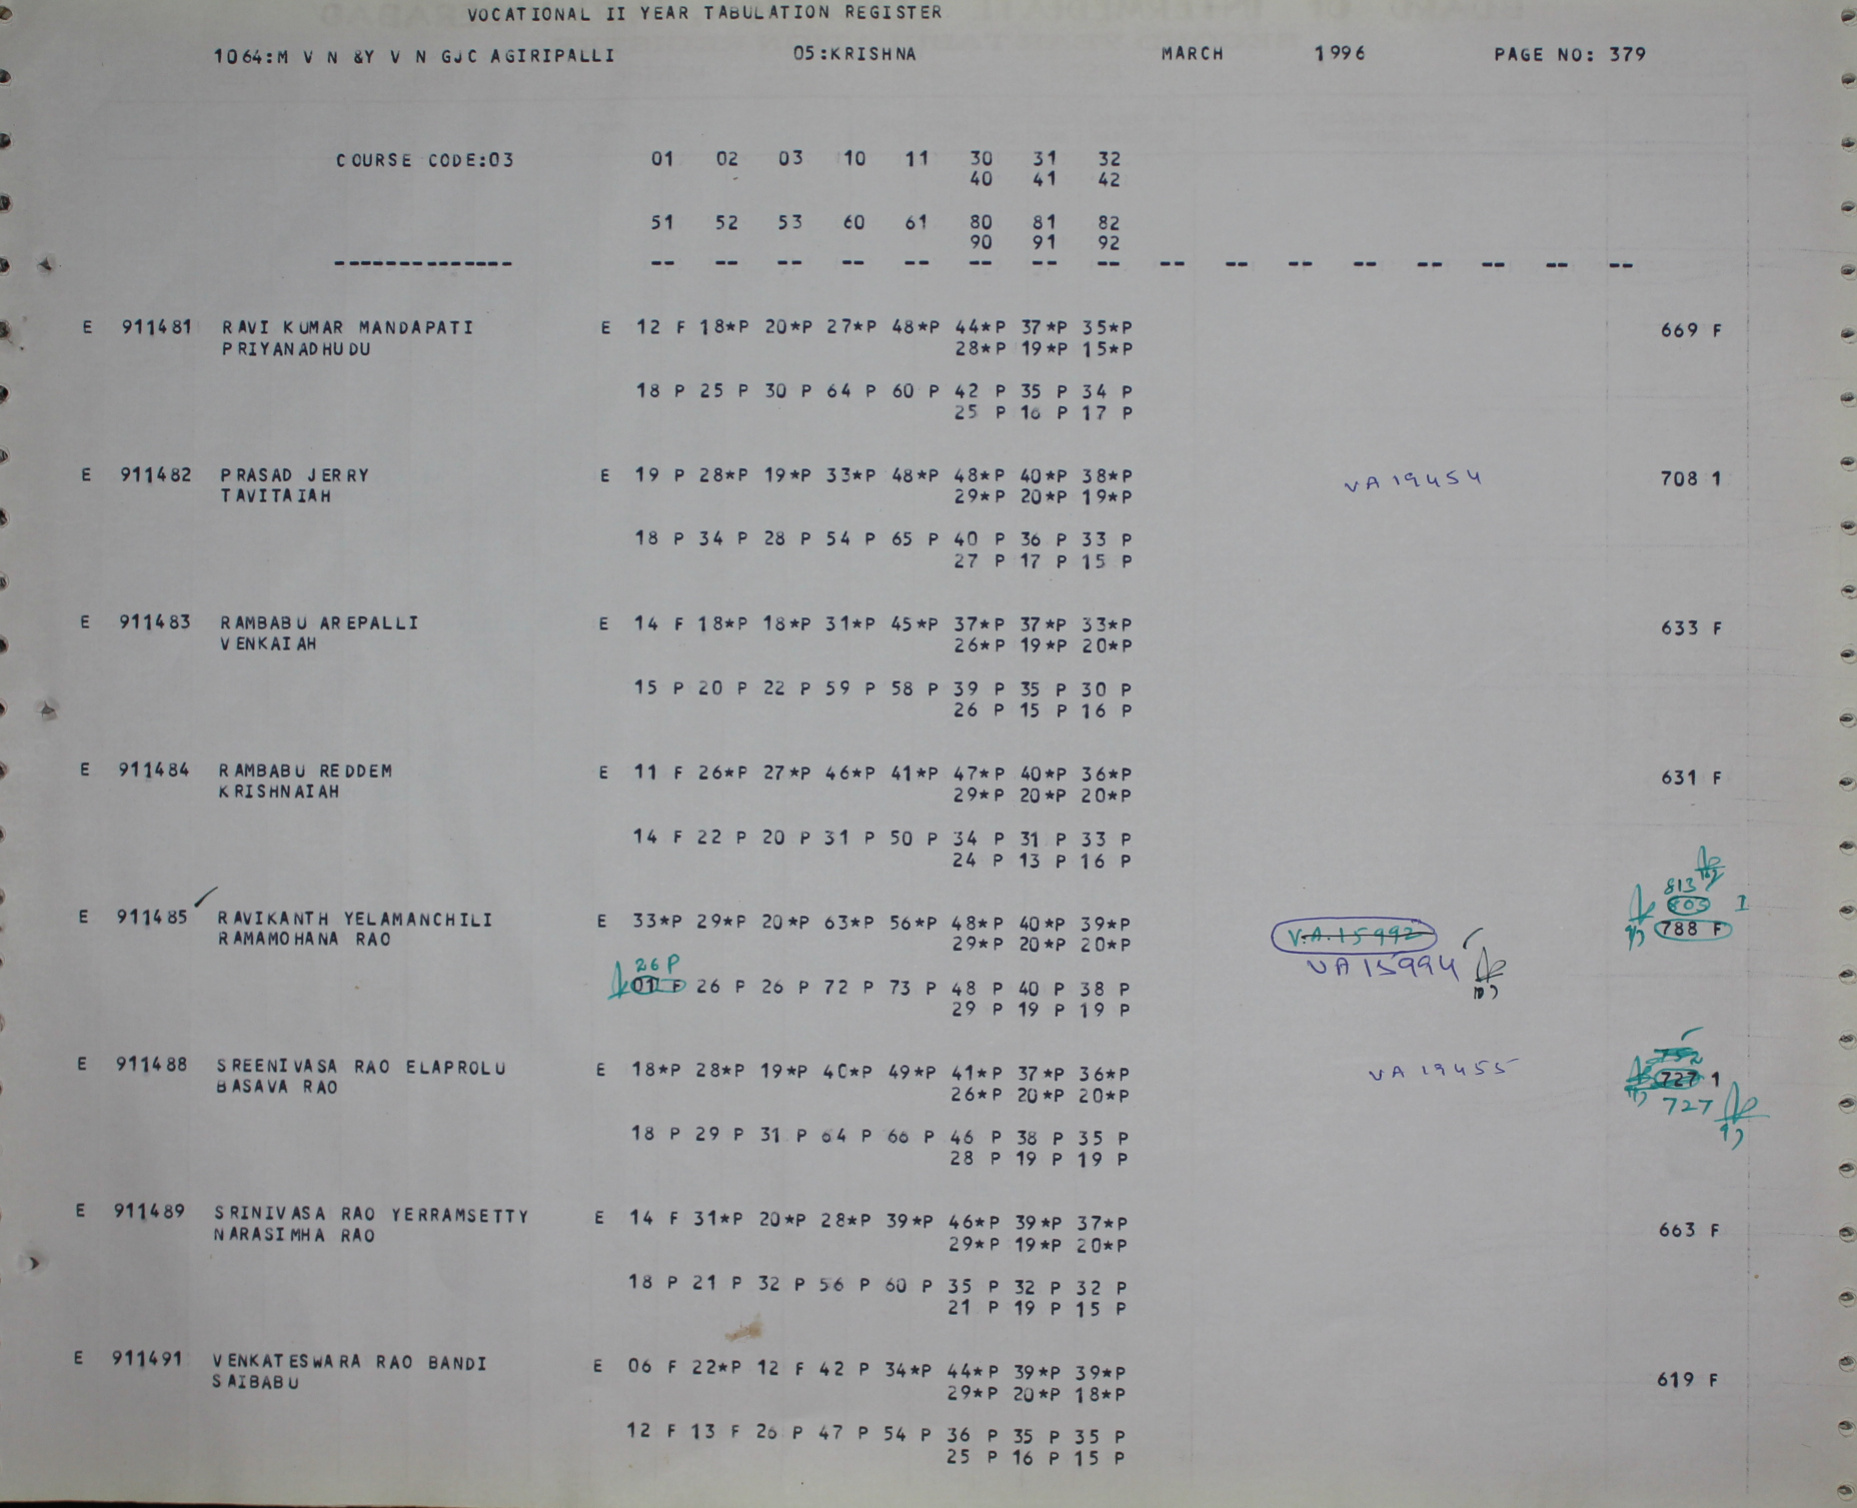 VOCATIONAL II YEAR TABULATION REGISTER
1064:M V N &Y V N GJC AGIRIPALLI 05:KRISHNA MARCH 1996 PAGE NO: 379
COURSE CODE:03 01 02 03 10 11 30 31 32
40 41 42
51 52 53 60 61 80 81 82
90 91 92
-------------- -- -- -- -- -- -- -- -- -- -- -- -- -- -- -- --
E 911481 RAVI KUMAR MANDAPATI E 12 F 18*P 20*P 27*P 48*P 44*P 37*P 35*P 669 F
PRIYANADHUDU 28*P 19*P 15*P
18 P 25 P 30 P 64 P 60 P 42 P 35 P 34 P
25 P 16 P 17 P
E 911482 PRASAD JERRY E 19 P 28*P 19*P 33*P 48*P 48*P 40*P 38*P VA 19454 708 1
TAVITAIAH 29*P 20*P 19*P
18 P 34 P 28 P 54 P 65 P 40 P 36 P 33 P
27 P 17 P 15 P
E 911483 RAMBABU AREPALLI E 14 F 18*P 18*P 31*P 45*P 37*P 37*P 33*P 633 F
VENKAIAH 26*P 19*P 20*P
15 P 20 P 22 P 59 P 58 P 39 P 35 P 30 P
26 P 15 P 16 P
E 911484 RAMBABU REDDEM E 11 F 26*P 27*P 46*P 41*P 47*P 40*P 36*P 631 F
KRISHNAIAH 29*P 20*P 20*P
14 F 22 P 20 P 31 P 50 P 34 P 31 P 33 P
24 P 13 P 16 P
813
803 I
E 911485 RAVIKANTH YELAMANCHILI E 33*P 29*P 20*P 63*P 56*P 48*P 40*P 39*P V.A.15992 788 F
RAMAMOHANA RAO 29*P 20*P 20*P
26 P VA 15994
01 F 26 P 26 P 72 P 73 P 48 P 40 P 38 P
29 P 19 P 19 P
752
E 911488 SREENIVASA RAO ELAPROLU E 18*P 28*P 19*P 40*P 49*P 41*P 37*P 36*P VA 19455 727 1
BASAVA RAO 26*P 20*P 20*P
727
18 P 29 P 31 P 64 P 66 P 46 P 38 P 35 P
28 P 19 P 19 P
E 911489 SRINIVASA RAO YERRAMSETTY E 14 F 31*P 20*P 28*P 39*P 46*P 39*P 37*P 663 F
NARASIMHA RAO 29*P 19*P 20*P
18 P 21 P 32 P 56 P 60 P 35 P 32 P 32 P
21 P 19 P 15 P
E 911491 VENKATESWARA RAO BANDI E 06 F 22*P 12 F 42 P 34*P 44*P 39*P 39*P 619 F
SAIBABU 29*P 20*P 18*P
12 F 13 F 26 P 47 P 54 P 36 P 35 P 35 P
25 P 16 P 15 P